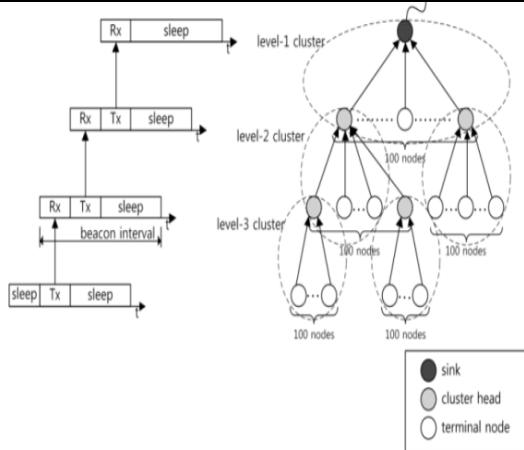 Rx sleep
t
level-1 cluster
Rx Tx sleep
t
level-2 cluster
100 nodes
Rx Tx sleep
t
beacon interval
level-3 cluster
100 nodes
100 nodes
sleep Tx sleep
t
100 nodes
100 nodes
sink
cluster head
terminal node